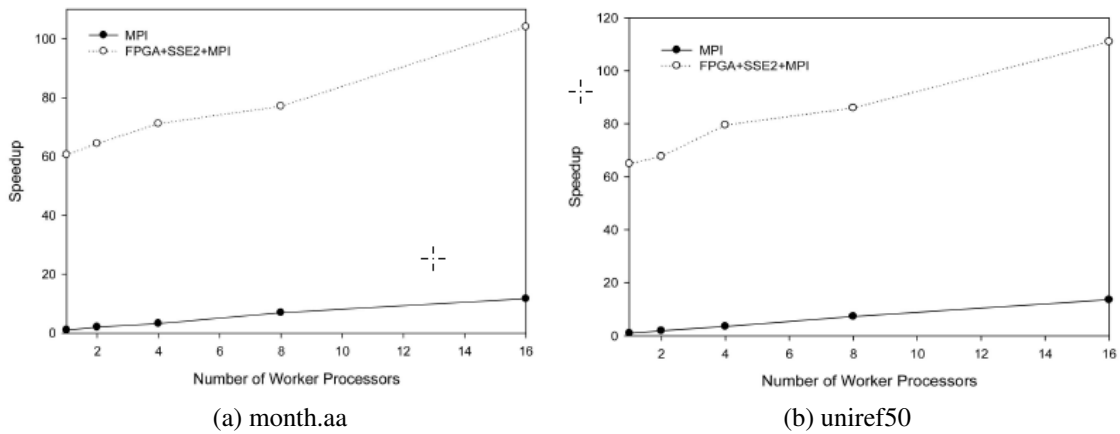 100
80
60
40
20
0
Speedup
MPI
FPGA+SSE2+MPI
2 4 6 8 10 12 14 16
Number of Worker Processors
(a) month.aa
120
100
80
60
40
20
0
Speedup
MPI
FPGA+SSE2+MPI
2 4 6 8 10 12 14 16
Number of Worker Processors
(b) uniref50